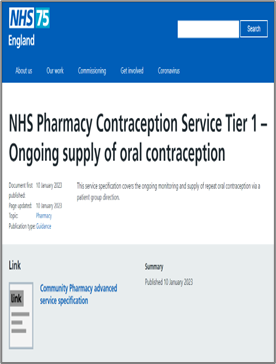 NHS 75
England
Search
About us Our work Commissioning Get involved Coronavirus
NHS Pharmacy Contraception Service Tier 1 –
Ongoing supply of oral contraception
Document first published: 10 January 2023
Page updated: 10 January 2023
Topic: Pharmacy
Publication type: Guidance
This service specification covers the ongoing monitoring and supply of repeat oral contraception via a
patient group direction.
Link
link
Community Pharmacy advanced
service specification
Summary
Published 10 January 2023